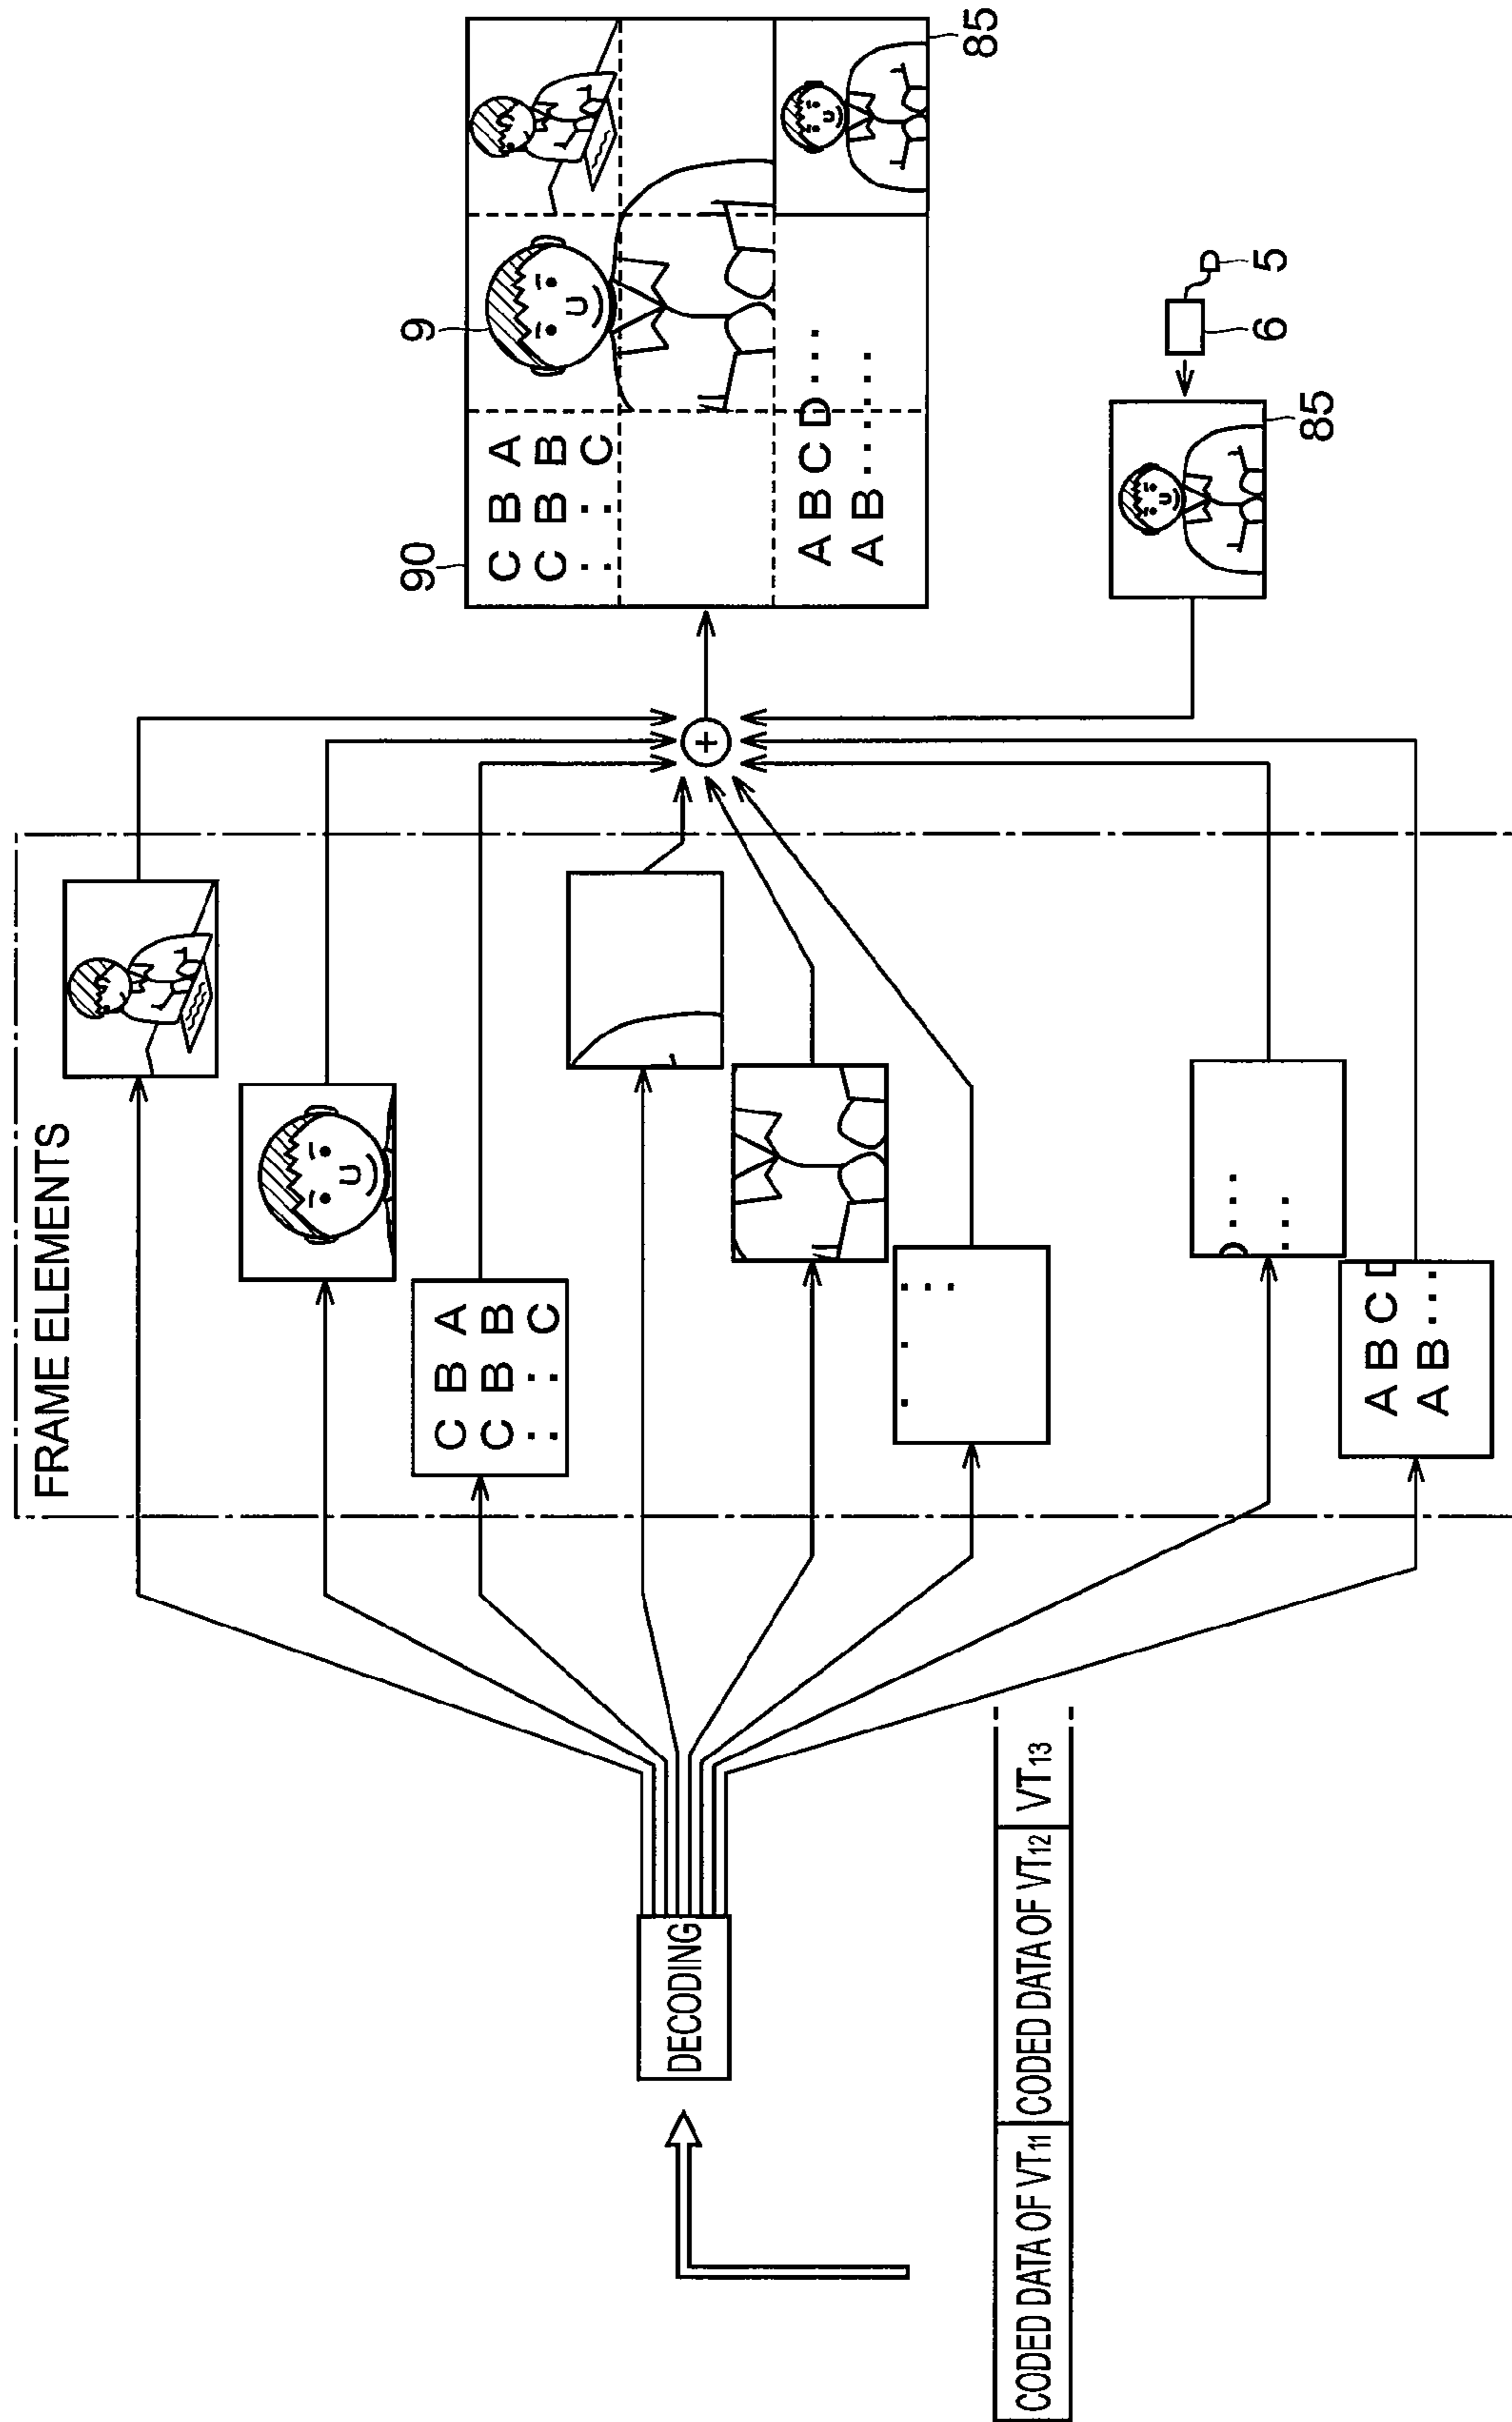 FRAME ELEMENTS
C B A
C B B
: : C
A B C
A B ...
DECODING
CODED DATA OF VT11
CODED DATA OF VT12
VT13
90
9
C B A
C B B
: : C
A B C D ...
A B ......
85
85
6
5